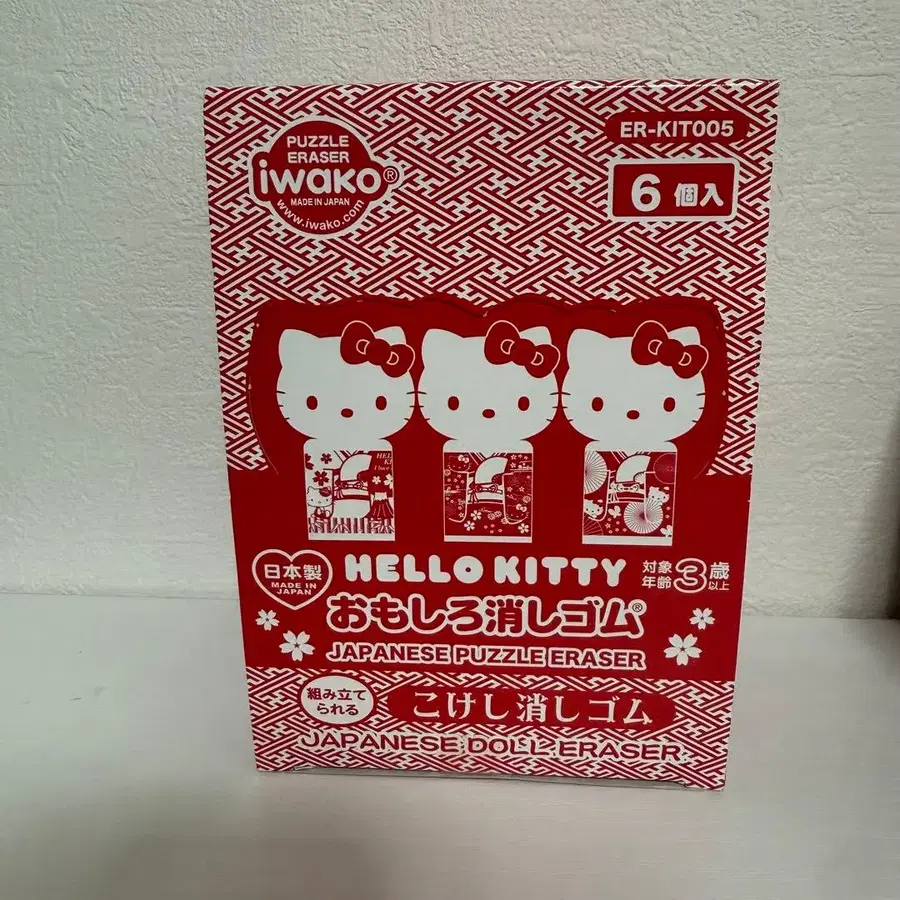 PUZZLE
ERASER
iwako®
MADE IN JAPAN
www.iwako.com
ER-KIT005
6個入
日本製
MADE IN
JAPAN
HELLO KITTY
対象
年齢 3歳以上
おもしろ消しゴム®
JAPANESE PUZZLE ERASER
組み立て
られる
こけし消しゴム
JAPANESE DOLL ERASER